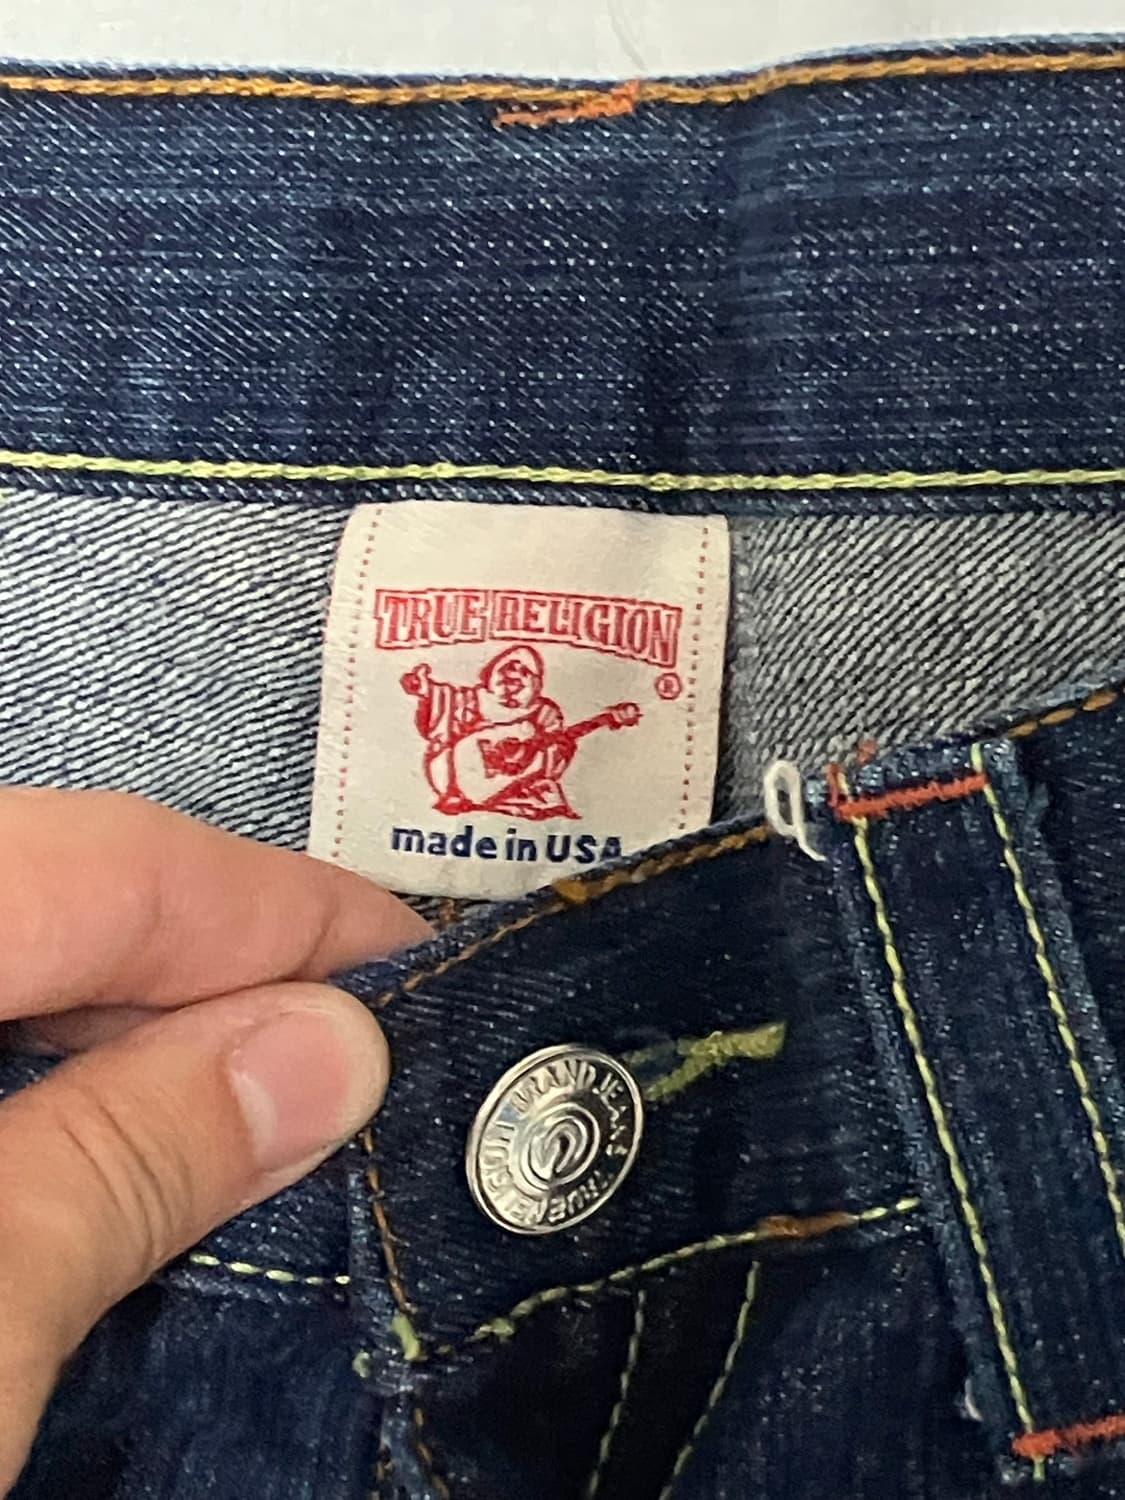 TRUE RELIGION
®
made in USA
BRAND JEANS TRUE RELIGION